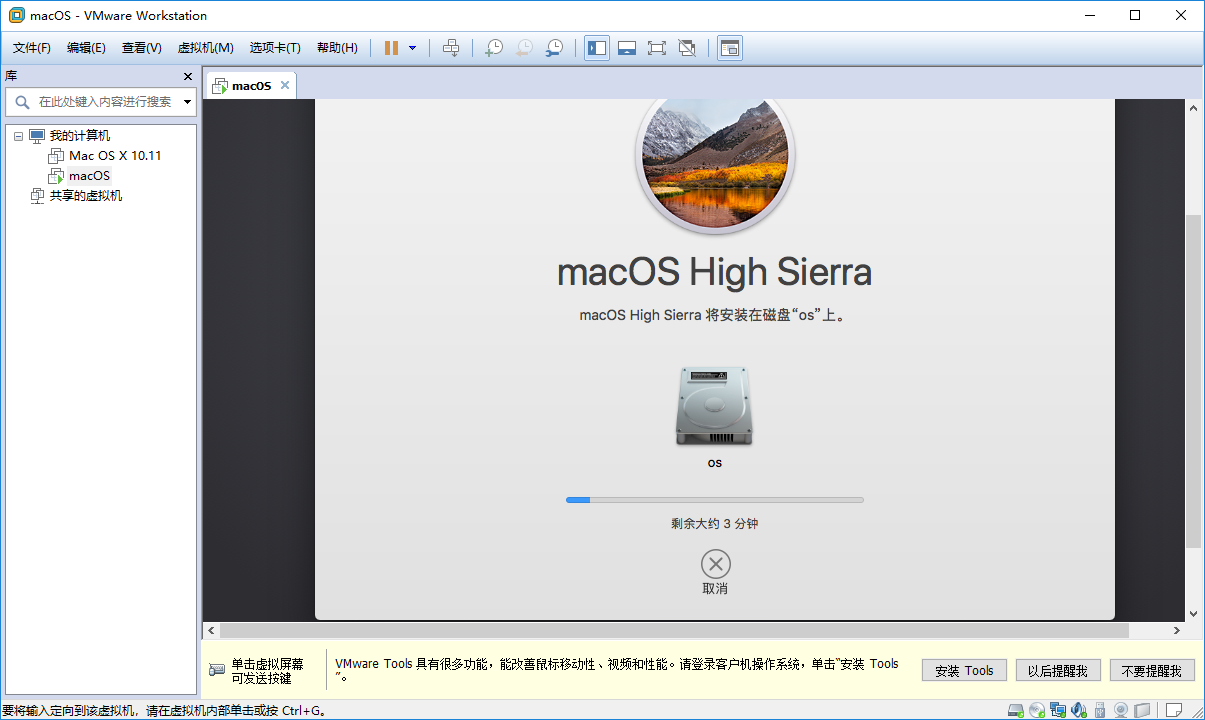 macOS - VMware Workstation
文件(F) 编辑(E) 查看(V) 虚拟机(M) 选项卡(T) 帮助(H)
库
在此处键入内容进行搜索
我的计算机
Mac OS X 10.11
macOS
共享的虚拟机
macOS
macOS High Sierra
macOS High Sierra 将安装在磁盘“os”上。
os
剩余大约 3 分钟
取消
单击虚拟屏幕
可发送按键
VMware Tools 具有很多功能，能改善鼠标移动性、视频和性能。请登录客户机操作系统，单击“安装 Tools
”。
安装 Tools
以后提醒我
不要提醒我
要将输入定向到该虚拟机，请在虚拟机内部单击或按 Ctrl+G。